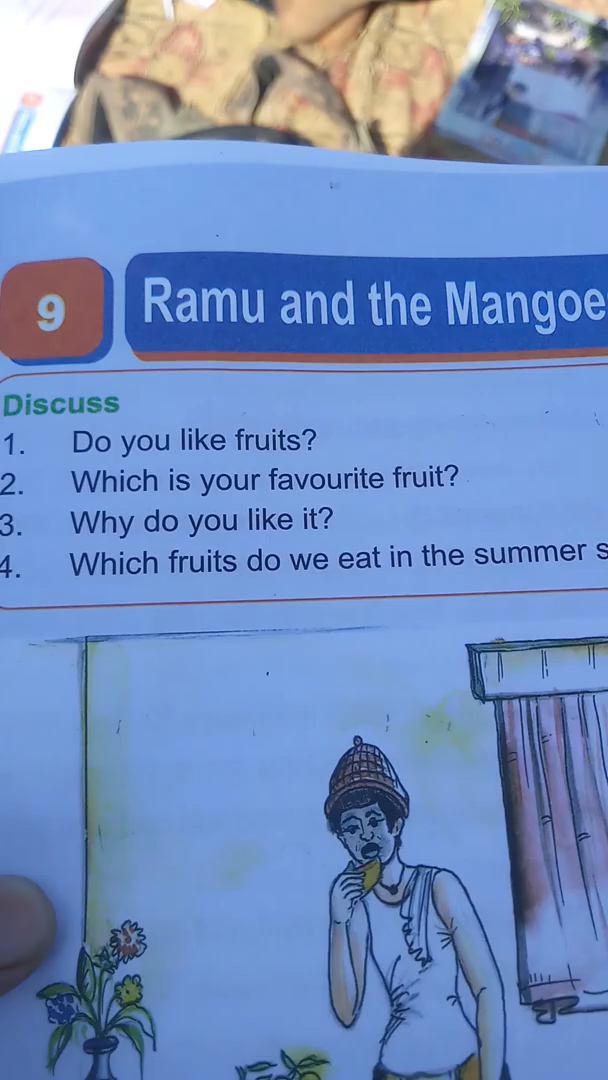 9
Ramu and the Mangoe
Discuss
1. Do you like fruits?
2. Which is your favourite fruit?
3. Why do you like it?
4. Which fruits do we eat in the summer s